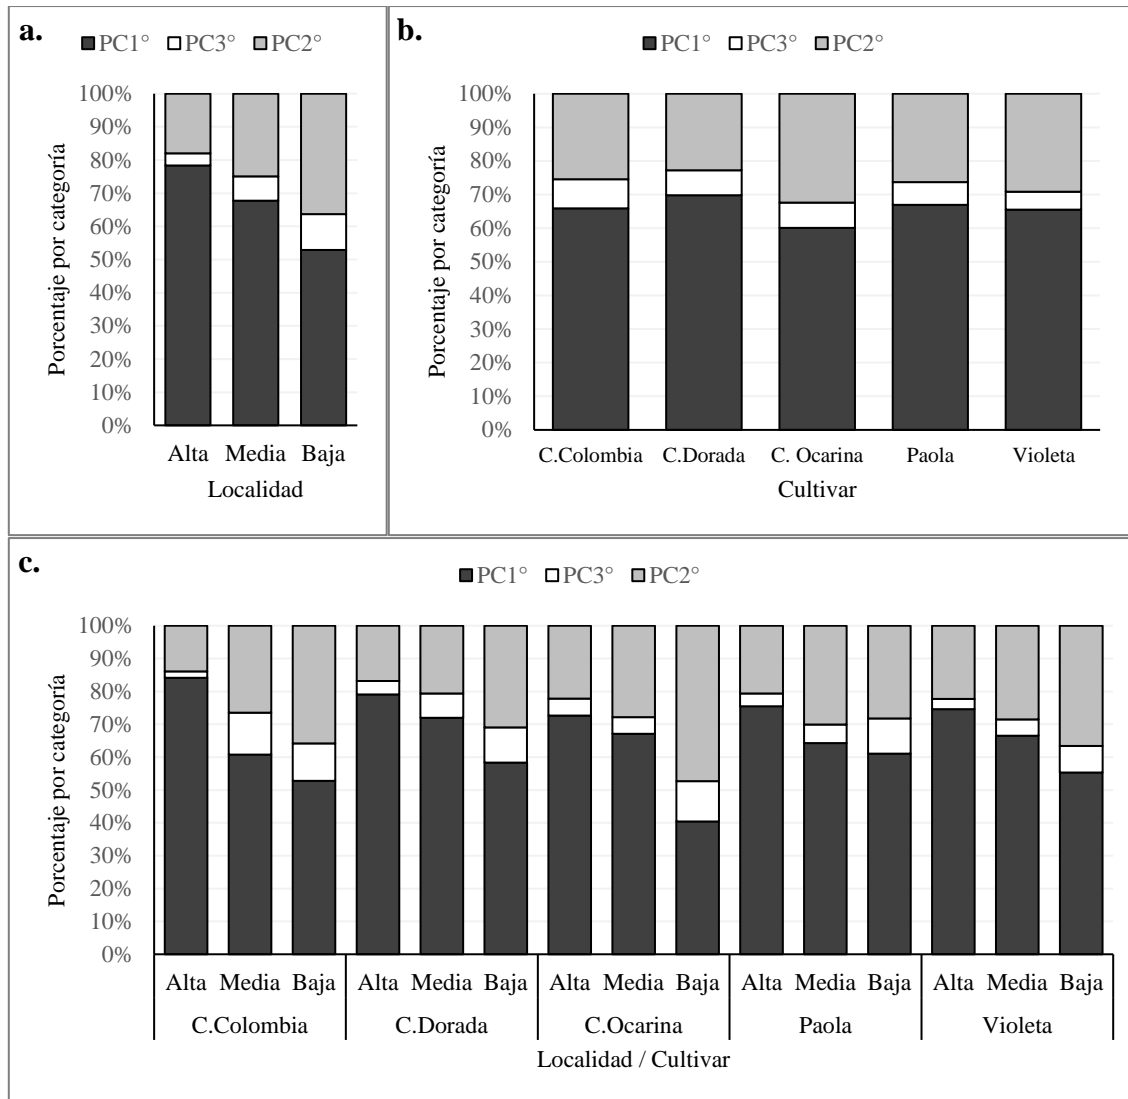 a.
PC1° PC3° PC2°
100%
90%
80%
70%
60%
50%
40%
30%
20%
10%
0%
Porcentaje por categoría
Alta Media Baja
Localidad
b.
PC1° PC3° PC2°
100%
90%
80%
70%
60%
50%
40%
30%
20%
10%
0%
Porcentaje por categoría
C.Colombia C.Dorada C. Ocarina Paola Violeta
Cultivar
c.
PC1° PC3° PC2°
100%
90%
80%
70%
60%
50%
40%
30%
20%
10%
0%
Porcentaje por categoría
Alta Media Baja Alta Media Baja Alta Media Baja Alta Media Baja Alta Media Baja
C.Colombia C.Dorada C.Ocarina Paola Violeta
Localidad / Cultivar